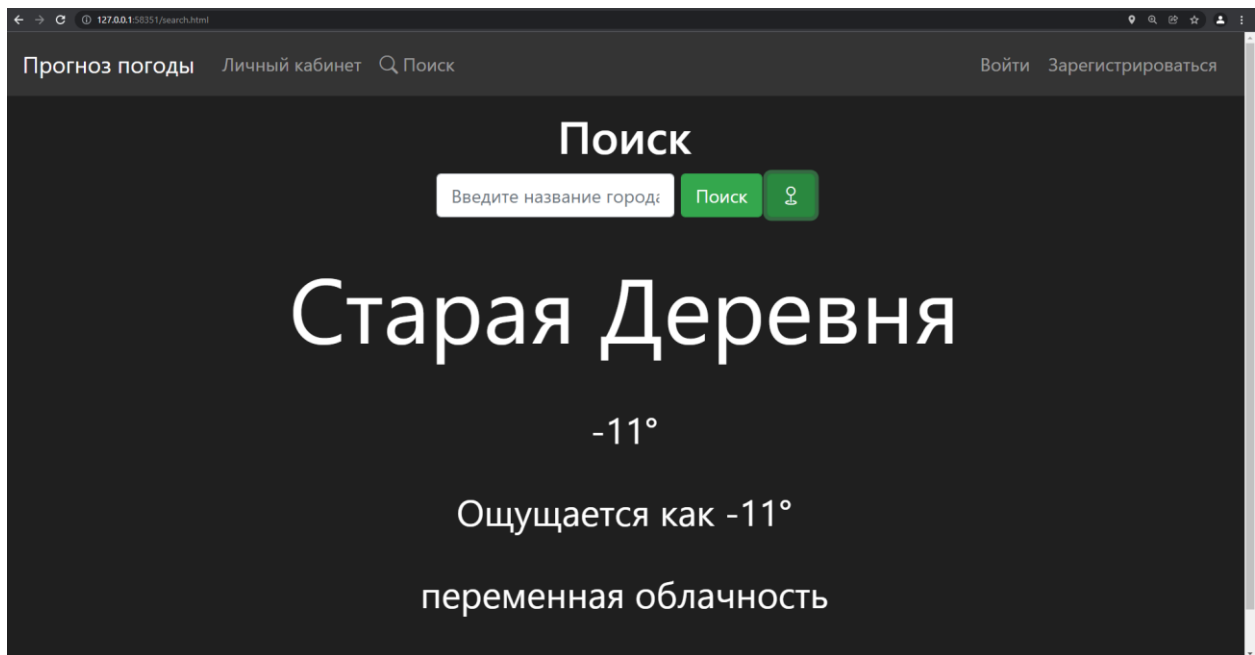 127.0.0.1:58351/search.html
Прогноз погоды Личный кабинет Поиск Войти Зарегистрироваться
Поиск
Введите название города Поиск
Старая Деревня
-11°
Ощущается как -11°
переменная облачность